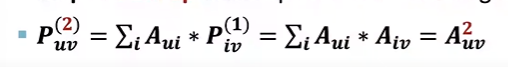 ▪ P_{uv}^{(2)} = ∑_i A_{ui} * P_{iv}^{(1)} = ∑_i A_{ui} * A_{iv} = A_{uv}^2